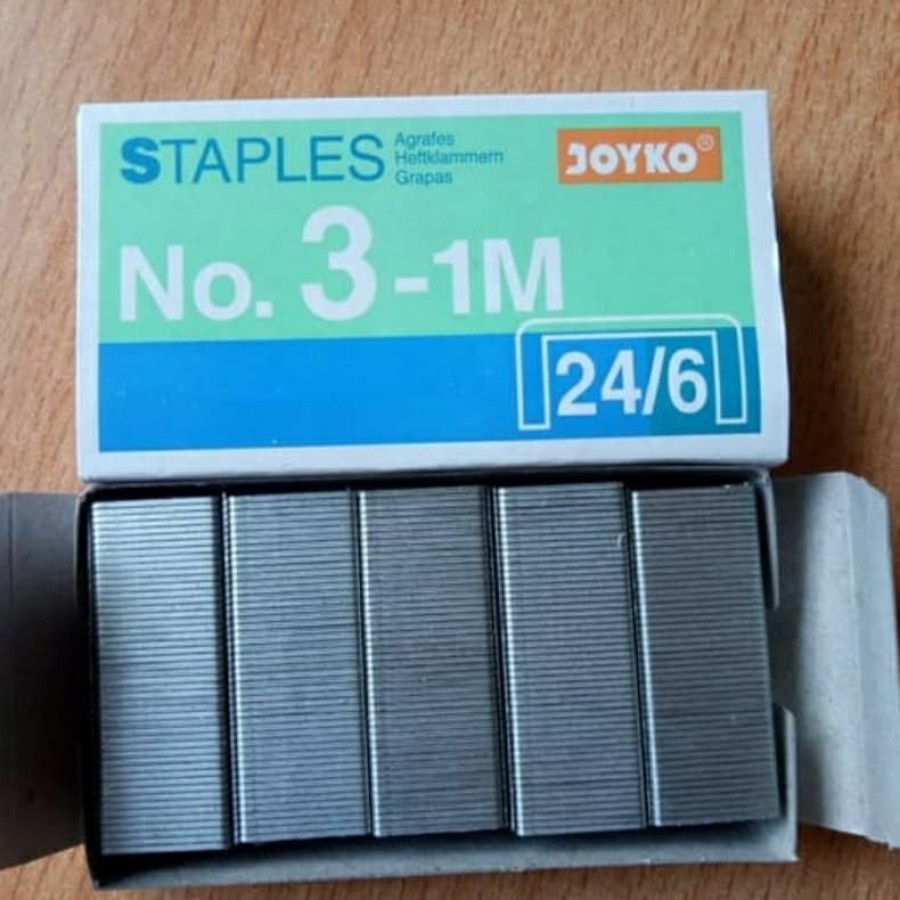 STAPLES
Agrafes
Heftklammern
Grapas
JOYKO®
No. 3-1M
24/6